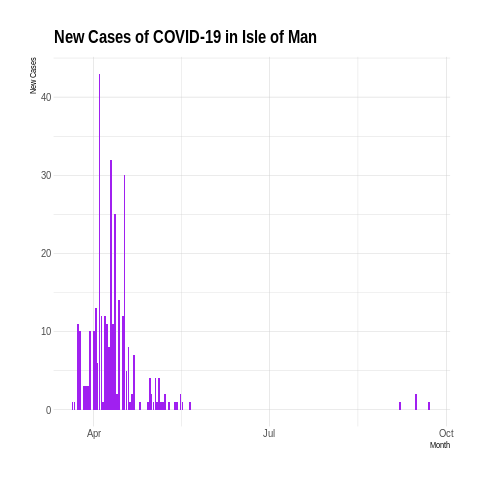 New Cases of COVID-19 in Isle of Man
New Cases
40
30
20
10
0
Apr
Jul
Oct
Month